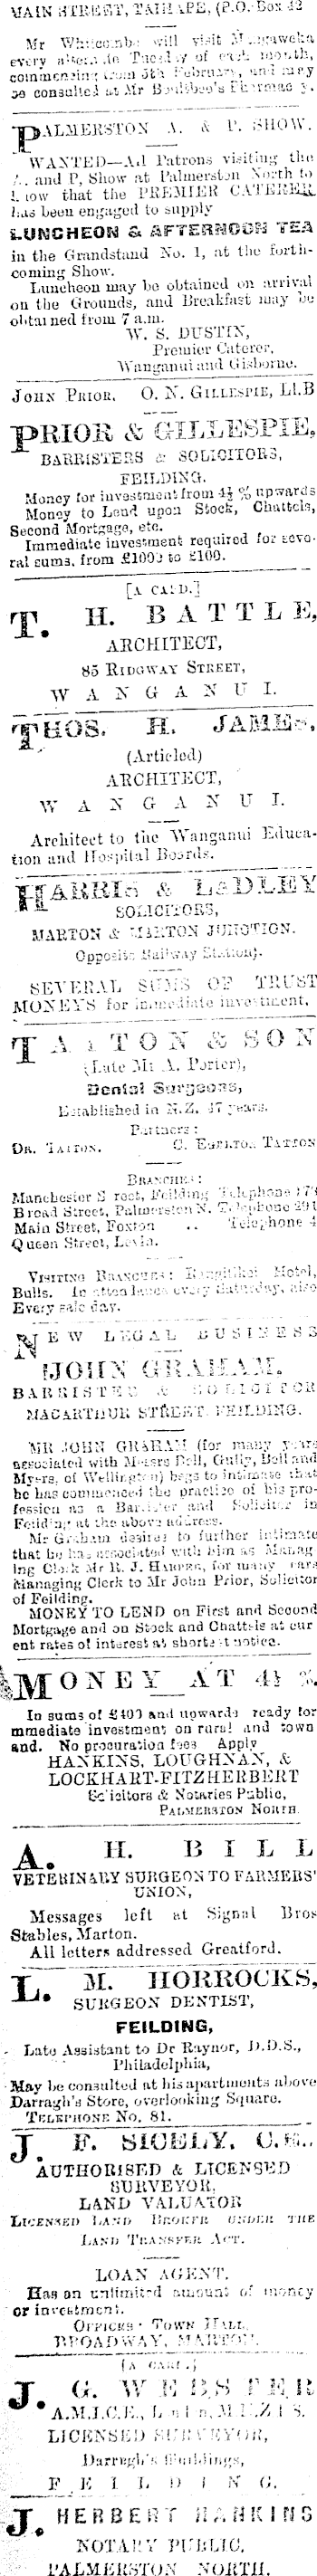 MAIN STREET, TAIHAPE, (P.O. Box 42
Mr Whitcombe will visit Mangaweka
every alternate Tuesday of each month,
commencing from 5th February, and may
be consulted at Mr Boulsbee's Pharmacy.
PALMERSTON A. & P. SHOW.
WANTED—All Patrons visiting the
A. and P, Show at Palmerston North to
know that the PREMIER CATERER
has been engaged to supply
LUNCHEON & AFTERNOON TEA
in the Grandstand No. 1, at the forth-
coming Show.
Luncheon may be obtained on arrival
on the Grounds, and Breakfast may be
obtained from 7 a.m.
W. S. DUSTIN,
Premier Caterer,
Wanganui and Gisborne.
JOHN PRIOR, O. N. GILLESPIE, LL.B
PRIOR & GILLESPIE,
BARRISTERS & SOLICITORS,
FEILDING.
Money for investment from 4½ % upwards
Money to Lend upon Stock, Chattels,
Second Mortgage, etc.
Immediate investment required for seve-
ral sums, from £1000 to £100.
[A CARD.]
T. H. BATTLE,
ARCHITECT,
85 RIDGWAY STREET,
WANGANUI.
THOS. H. JAMES,
(Articled)
ARCHITECT,
WANGANUI.
Architect to the Wanganui Educa-
tion and Hospital Boards.
HARRIS & LADLEY
SOLICITORS,
MARTON & MARTON JUNCTION.
Opposite Railway Station).
SEVERAL SUMS OF TRUST
MONEYS for immediate investment.
TATTON & SON
(Late Mr A. Porter),
Dental Surgeons,
Established in N.Z. 37 years.
Partners:
DR. TATTON. C. EGERTON TATTON
BRANCHES:
Manchester Street, Feilding Telephone
Broad Street, Palmerston N. Telephone 291
Main Street, Foxton .. Telephone 4
Queen Street, Levin.
VISITING BRANCHES: Rangitikei Hotel,
Bulls. In attendance every Saturday, also
Every sale day.
NEW LEGAL BUSINESS
JOHN GRAHAM.
BARRISTER & SOLICITOR
MACARTHUR STREET FEILDING.
MR JOHN GRAHAM (for many years
associated with Messrs Bell, Gully, Bell and
Myers, of Wellington) begs to intimate that
he has commenced the practice of his pro-
fession as a Barrister and Solicitor in
Feilding at the above address.
Mr Graham desires to further intimate
that he has associated with him as Manag
ing Clerk Mr R. J. for many years
Managing Clerk to Mr John Prior, Solicitor
of Feilding.
MONEY TO LEND on First and Second
Mortgage and on Stock and Chattels at cur
ent rates of interest at shortest notice.
MONEY AT 4½ %.
In sums of £400 and upwards ready for
mmediate investment on rural and town
and. No procuration fees Apply
HANKINS, LOUGHNAN, &
LOCKHART-FITZHERBERT
Solicitors & Notaries Public,
PALMERSTON NORTH
A. H. BILL
VETERINARY SURGEON TO FARMERS'
UNION,
Messages left at Signal Bros
Stables, Marton.
All letters addressed Greatford.
L. M. HORROCKS,
SURGEON DENTIST,
FEILDING,
Late Assistant to Dr Raynor, D.D.S.,
Philadelphia,
May be consulted at his apartments above
Darragh's Store, overlooking Square.
TELEPHONE No. 81.
J. F. SICELY, C.E.,
AUTHORISED & LICENSED
SURVEYOR,
LAND VALUATOR
LICENSED LAND BROKER UNDER THE
LAND TRANSFER ACT.
LOAN AGENT.
Has an unlimited amount of money
or investment.
OFFICES: TOWN HALL
BROADWAY, MARTON.
[A CARD.]
J. G. WEBSTER
A.M.I.C.E., London, M.N.Z.I.S.
LICENSED SURVEYOR,
Darragh's Buildings,
FEILDING.
J. HERBERT HANKINS
NOTARY PUBLIC,
PALMERSTON NORTH.